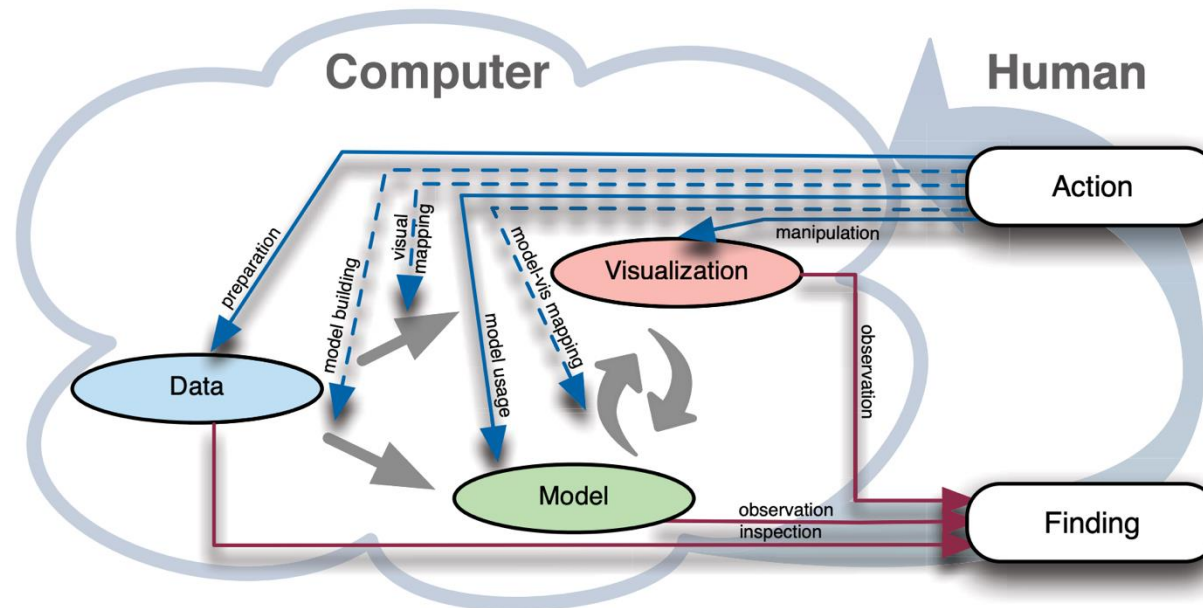 Computer
Human
Action
preparation
model building
visual
mapping
model usage
model-vis mapping
manipulation
Visualization
observation
Data
Model
observation
inspection
Finding